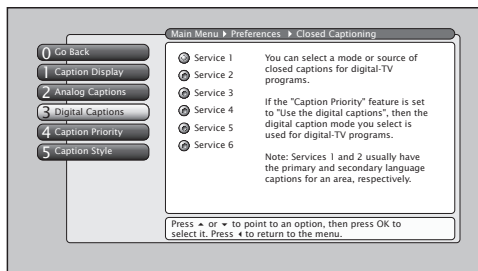 Main Menu ▶ Preferences ▶ Closed Captioning
0 Go Back
1 Caption Display
2 Analog Captions
3 Digital Captions
4 Caption Priority
5 Caption Style
Service 1
Service 2
Service 3
Service 4
Service 5
Service 6
You can select a mode or source of
closed captions for digital-TV
programs.
If the "Caption Priority" feature is set
to "Use the digital captions", then the
digital caption mode you select is
used for digital-TV programs.
Note: Services 1 and 2 usually have
the primary and secondary language
captions for an area, respectively.
Press ▲ or ▼ to point to an option, then press OK to
select it. Press ◀ to return to the menu.